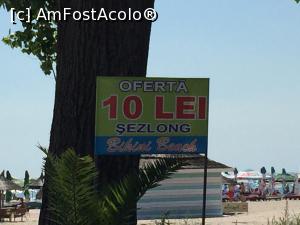 [c] AmFostAcolo®
OFERTĂ
10 LEI
ŞEZLONG
Bikini Beach